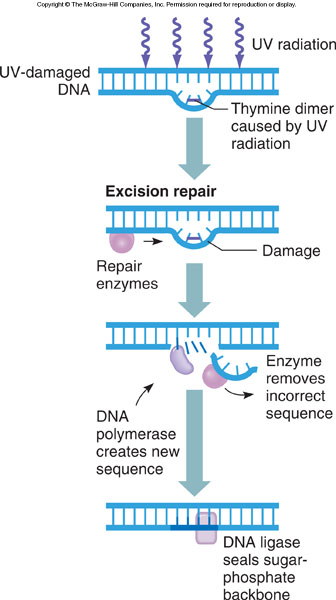 Copyright © The McGraw-Hill Companies, Inc. Permission required for reproduction or display.
UV radiation
UV-damaged
DNA
Thymine dimer
caused by UV
radiation
Excision repair
Damage
Repair
enzymes
Enzyme
removes
incorrect
sequence
DNA
polymerase
creates new
sequence
DNA ligase
seals sugar-
phosphate
backbone